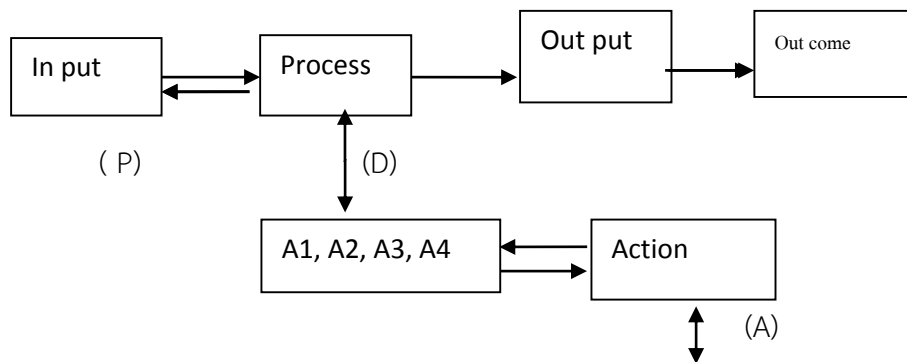 In put
Process
Out put
Out come
( P)
(D)
A1, A2, A3, A4
Action
(A)